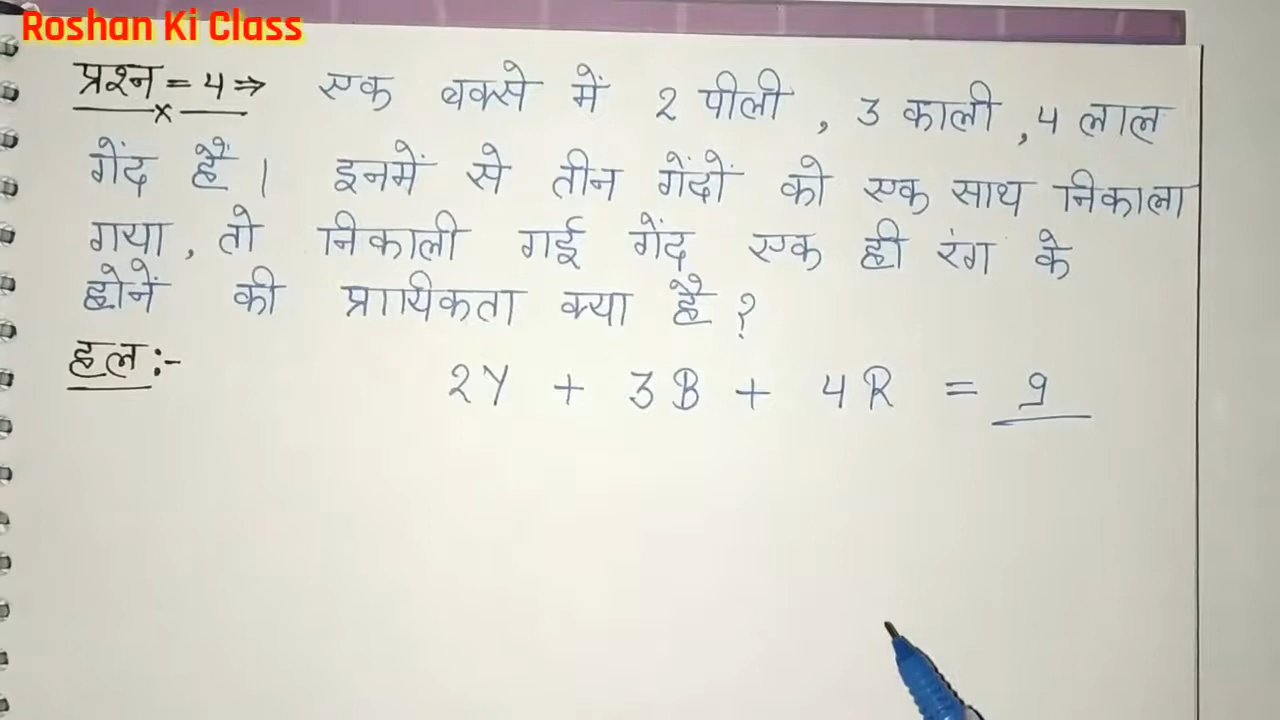 Roshan Ki Class
प्रश्न = 4 ⇒ एक बक्से में 2 पीली , 3 काली , 4 लाल
गेंद हैं । इनमें से तीन गेंदों को एक साथ निकाला
गया , तो निकाली गई गेंद एक ही रंग के
होनें की प्रायिकता क्या है ?
हल :-
2Y + 3B + 4R = 9